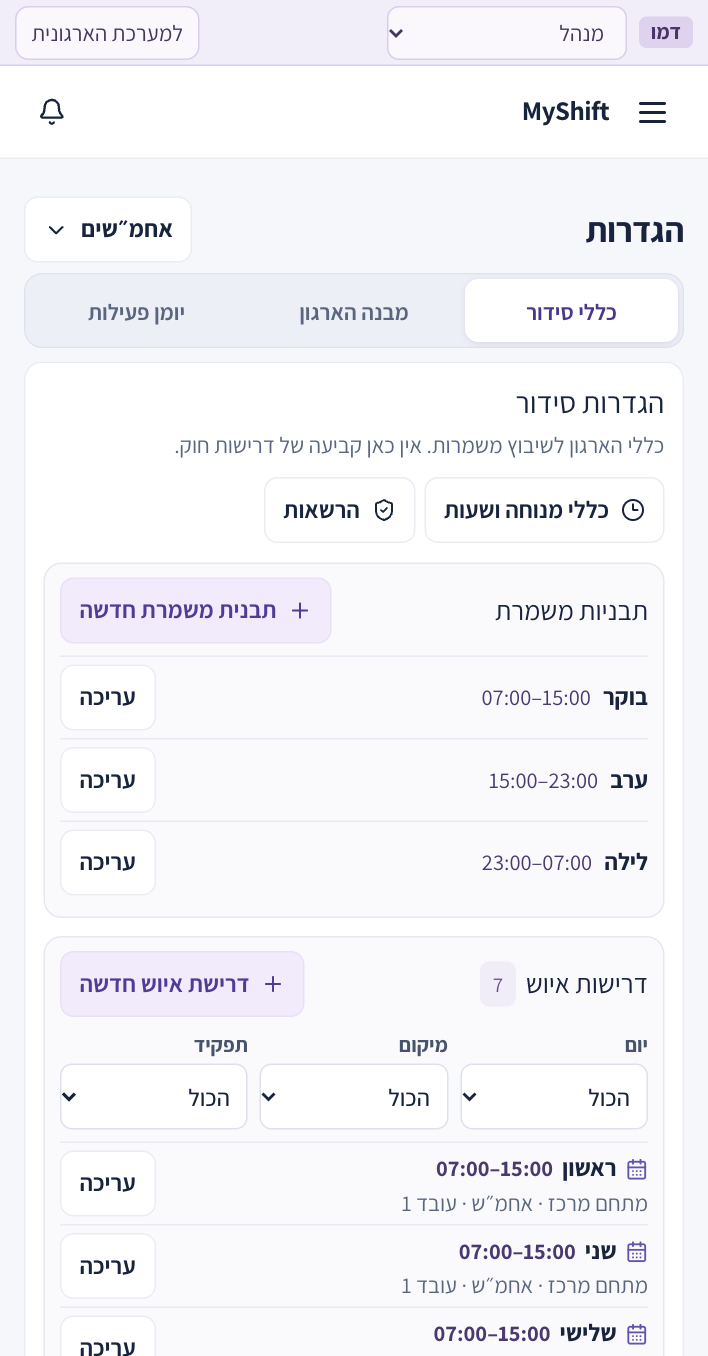 דמו
מנהל
למערכת הארגונית
MyShift
הגדרות
אחמ״שים
כללי סידור
מבנה הארגון
יומן פעילות
הגדרות סידור
כללי הארגון לשיבוץ משמרות. אין כאן קביעה של דרישות חוק.
כללי מנוחה ושעות
הרשאות
תבניות משמרת
תבנית משמרת חדשה
בוקר 07:00–15:00
עריכה
ערב 15:00–23:00
עריכה
לילה 23:00–07:00
עריכה
דרישות איוש 7
דרישת איוש חדשה
יום
מיקום
תפקיד
הכול
הכול
הכול
ראשון 07:00–15:00
מתחם מרכז · אחמ״ש · עובד 1
עריכה
שני 07:00–15:00
מתחם מרכז · אחמ״ש · עובד 1
עריכה
שלישי 07:00–15:00
עריכה